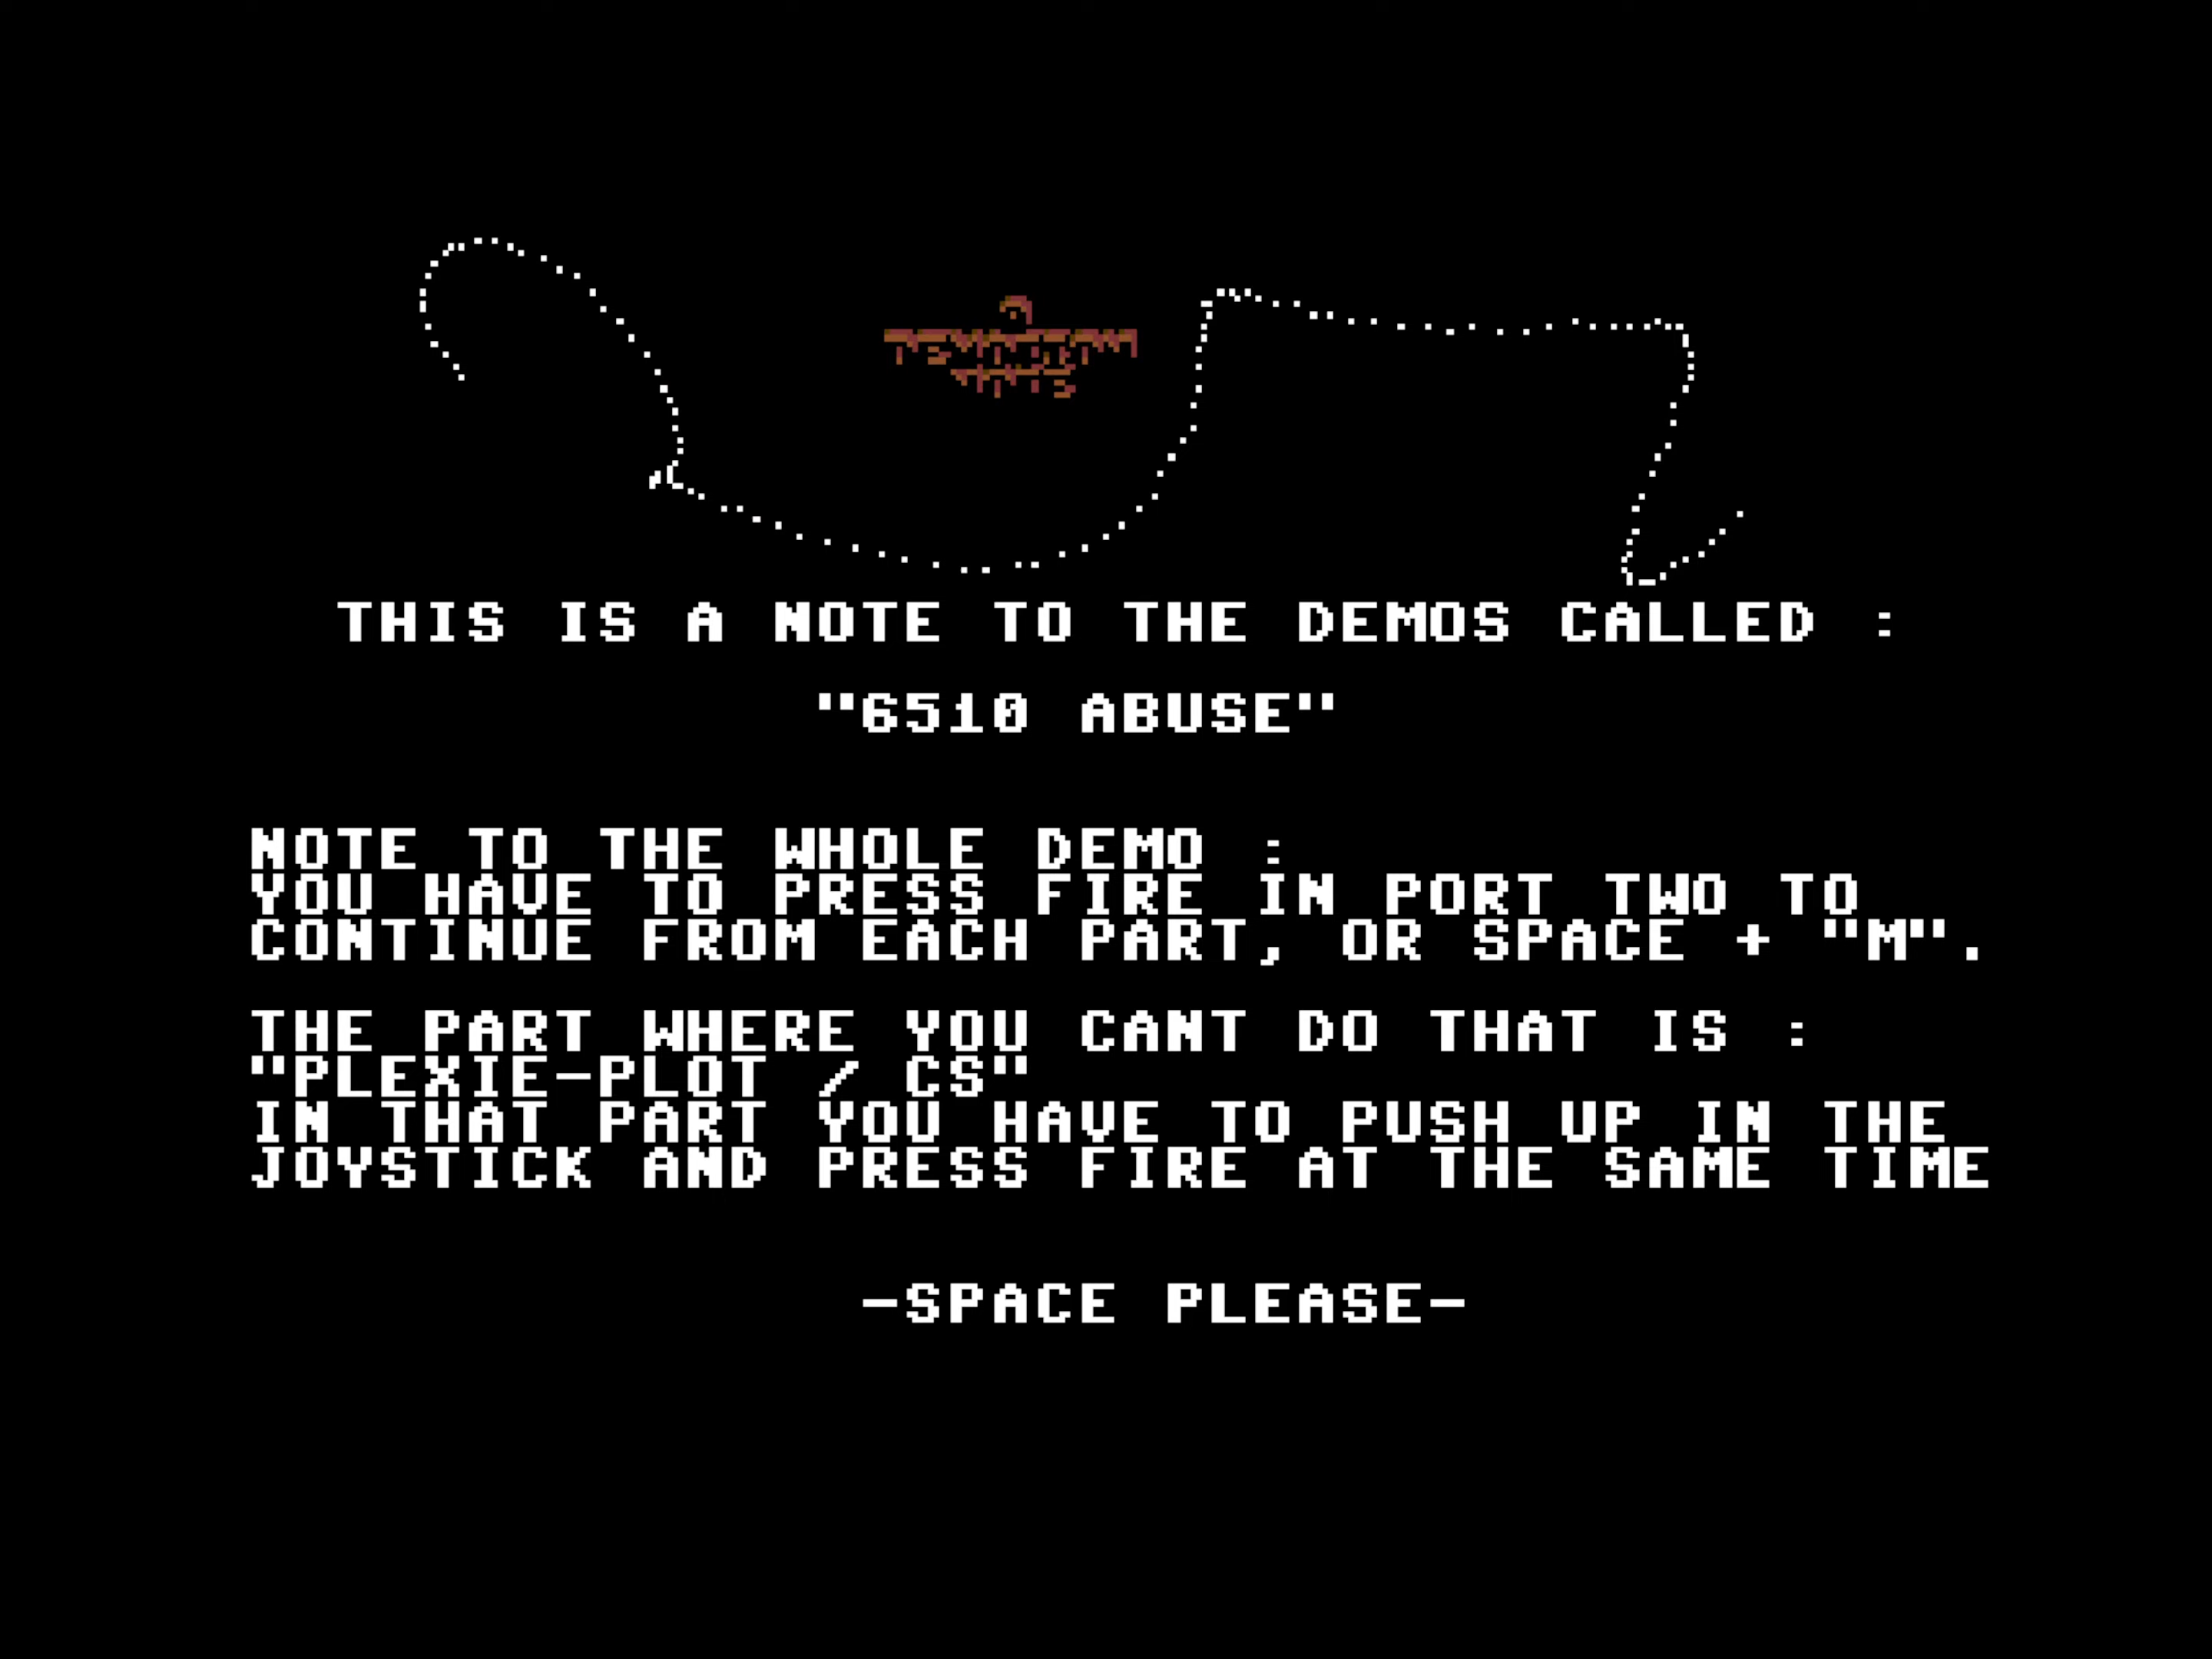 THIS IS A NOTE TO THE DEMOS CALLED :
"6510 ABUSE"
NOTE TO THE WHOLE DEMO :
YOU HAVE TO PRESS FIRE IN PORT TWO TO
CONTINUE FROM EACH PART, OR SPACE + "M".
THE PART WHERE YOU CANT DO THAT IS :
"PLEXIE-PLOT / CS"
IN THAT PART YOU HAVE TO PUSH UP IN THE
JOYSTICK AND PRESS FIRE AT THE SAME TIME
-SPACE PLEASE-